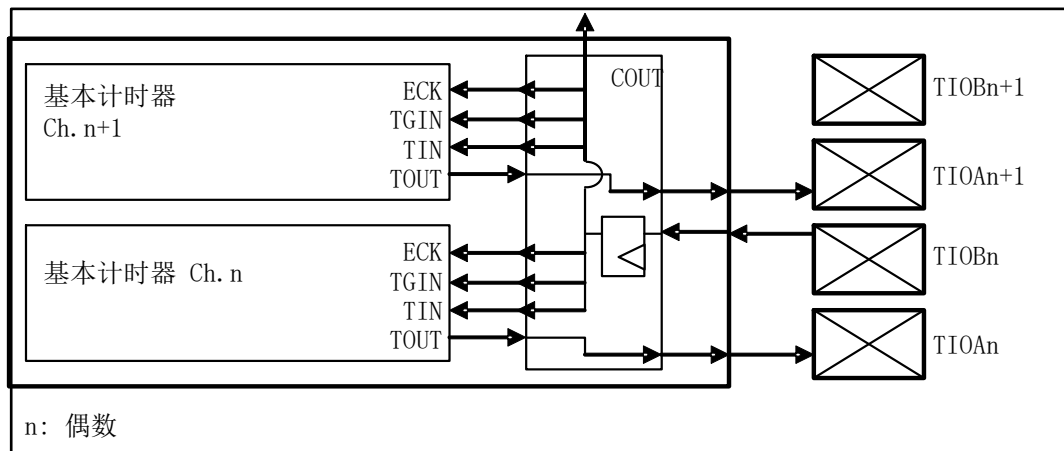 基本计时器
Ch.n+1
ECK
TGIN
TIN
TOUT
COUT
TIOBn+1
TIOAn+1
基本计时器 Ch.n
ECK
TGIN
TIN
TOUT
TIOBn
TIOAn
n: 偶数